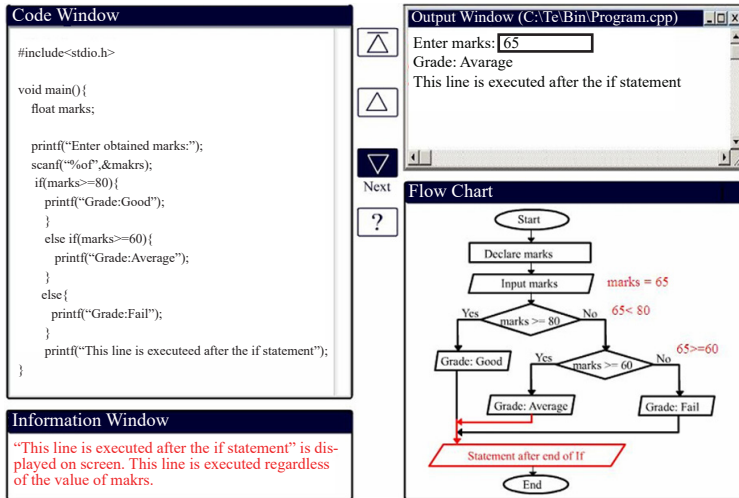 Code Window
#include<stdio.h>
void main(){
float marks;
printf(“Enter obtained marks:”);
scanf(“%of”,&makrs);
if(marks>=80){
printf(“Grade:Good”);
}
else if(marks>=60){
printf(“Grade:Average”);
}
else{
printf(“Grade:Fail”);
}
printf(“This line is executeed after the if statement”);
}
Next
?
Output Window (C:\Te\Bin\Program.cpp)
Enter marks: 65
Grade: Avarage
This line is executed after the if statement
Information Window
“This line is executed after the if statement” is dis-
played on screen. This line is executed regardless
of the value of makrs.
Flow Chart
Start
Declare marks
Input marks
marks = 65
Yes
marks >= 80
No
65< 80
Grade: Good
Yes
marks >= 60
No
65>=60
Grade: Average
Grade: Fail
Statement after end of If
End